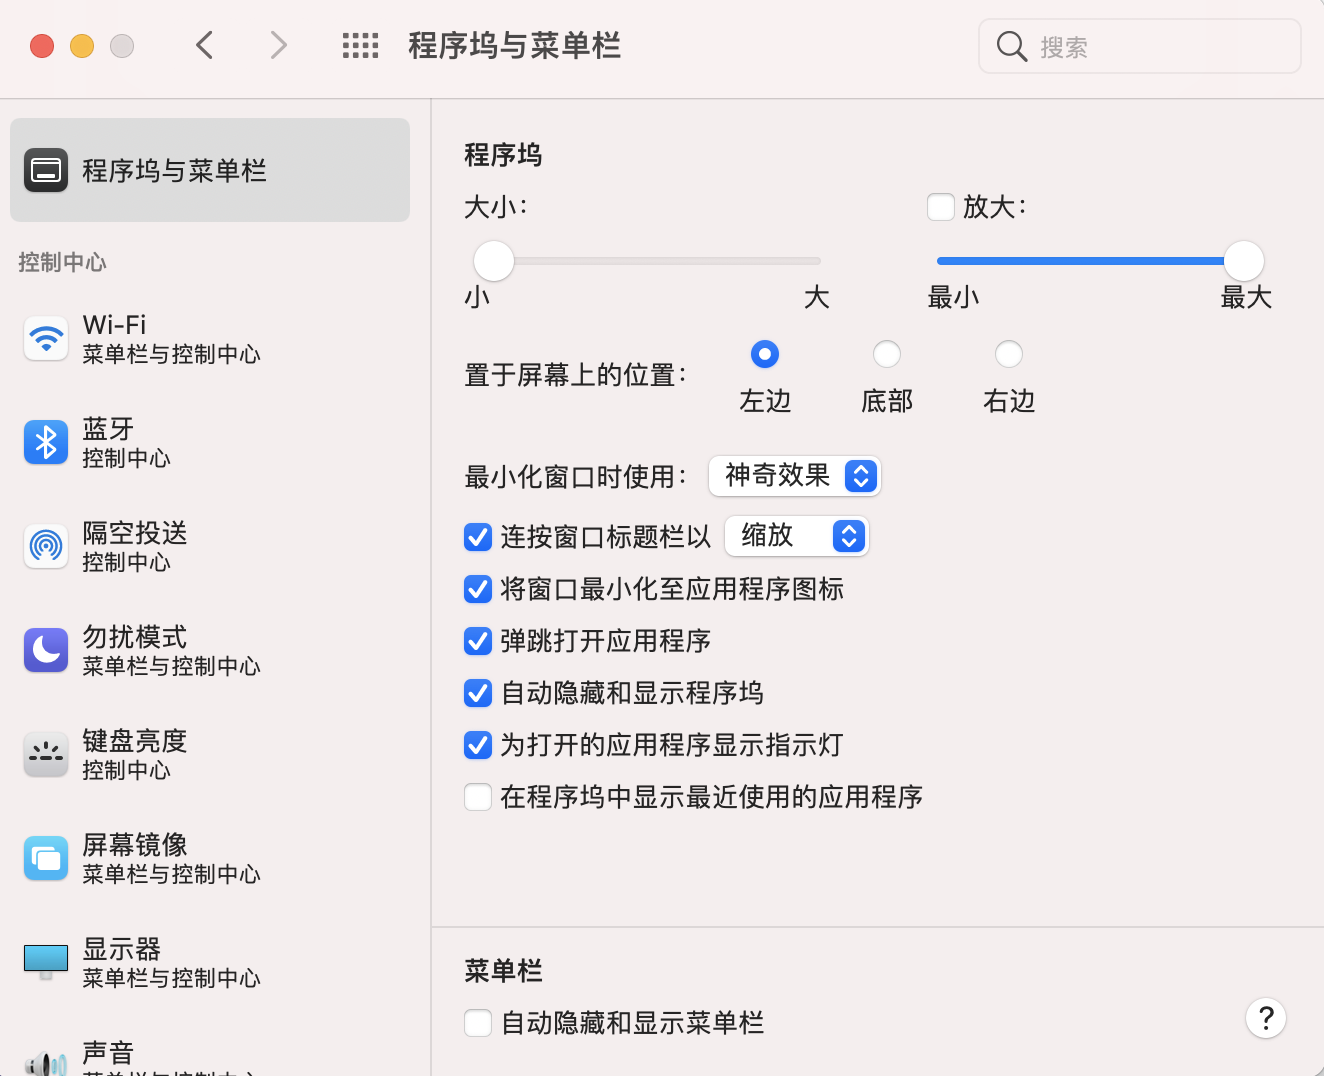 程序坞与菜单栏
搜索
程序坞与菜单栏
控制中心
Wi-Fi
菜单栏与控制中心
蓝牙
控制中心
隔空投送
控制中心
勿扰模式
菜单栏与控制中心
键盘亮度
控制中心
屏幕镜像
菜单栏与控制中心
显示器
菜单栏与控制中心
声音
程序坞
大小：
放大：
小 大
最小 最大
置于屏幕上的位置：
左边 底部 右边
最小化窗口时使用： 神奇效果
连按窗口标题栏以 缩放
将窗口最小化至应用程序图标
弹跳打开应用程序
自动隐藏和显示程序坞
为打开的应用程序显示指示灯
在程序坞中显示最近使用的应用程序
菜单栏
自动隐藏和显示菜单栏
?